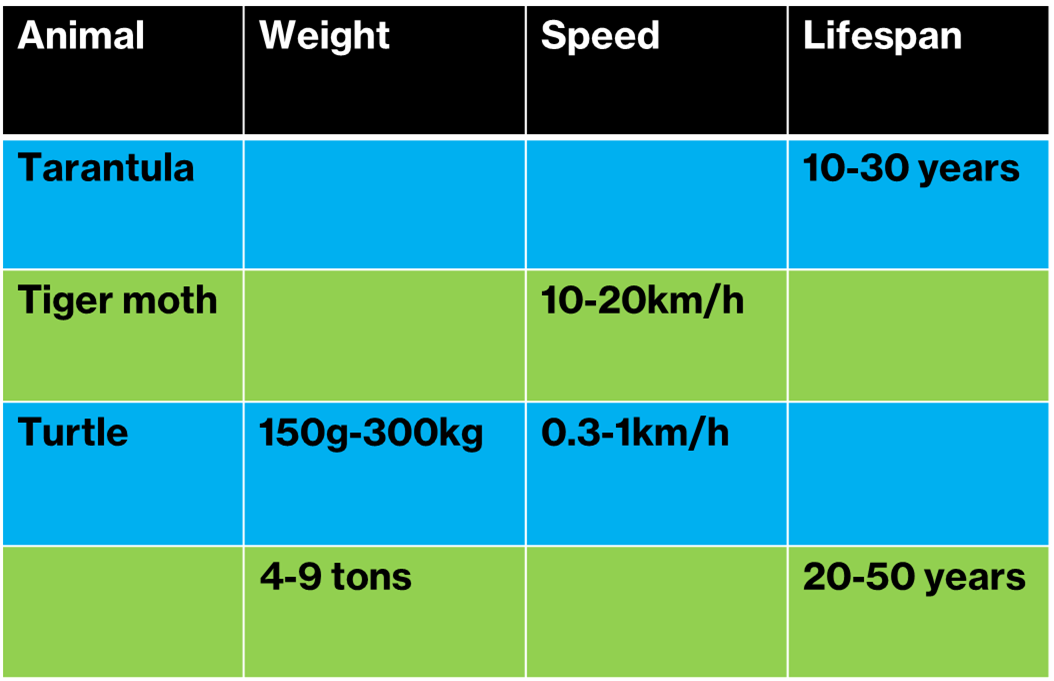 Animal Weight Speed Lifespan
Tarantula 10-30 years
Tiger moth 10-20km/h
Turtle 150g-300kg 0.3-1km/h
4-9 tons 20-50 years